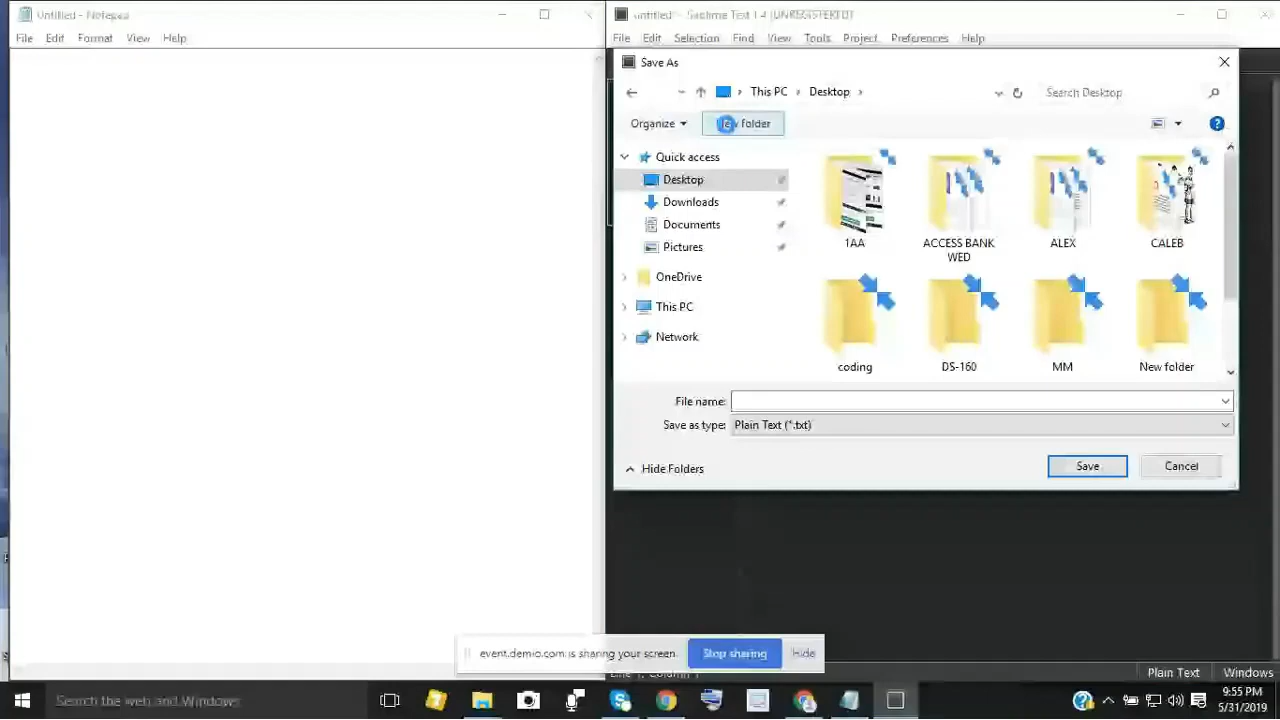 Untitled - Notepad
File Edit Format View Help
untitled - Sublime Text (UNREGISTERED)
File Edit Selection Find View Tools Project Preferences Help
Save As
This PC Desktop
Search Desktop
Organize
New folder
Quick access
Desktop
Downloads
Documents
Pictures
OneDrive
This PC
Network
1AA
ACCESS BANK
WED
ALEX
CALEB
coding
DS-160
MM
New folder
File name:
Save as type: Plain Text (*.txt)
Hide Folders
Save
Cancel
event.demio.com is sharing your screen.
Stop sharing
Hide
Plain Text
Windows
Search the web and Windows
9:55 PM
5/31/2019